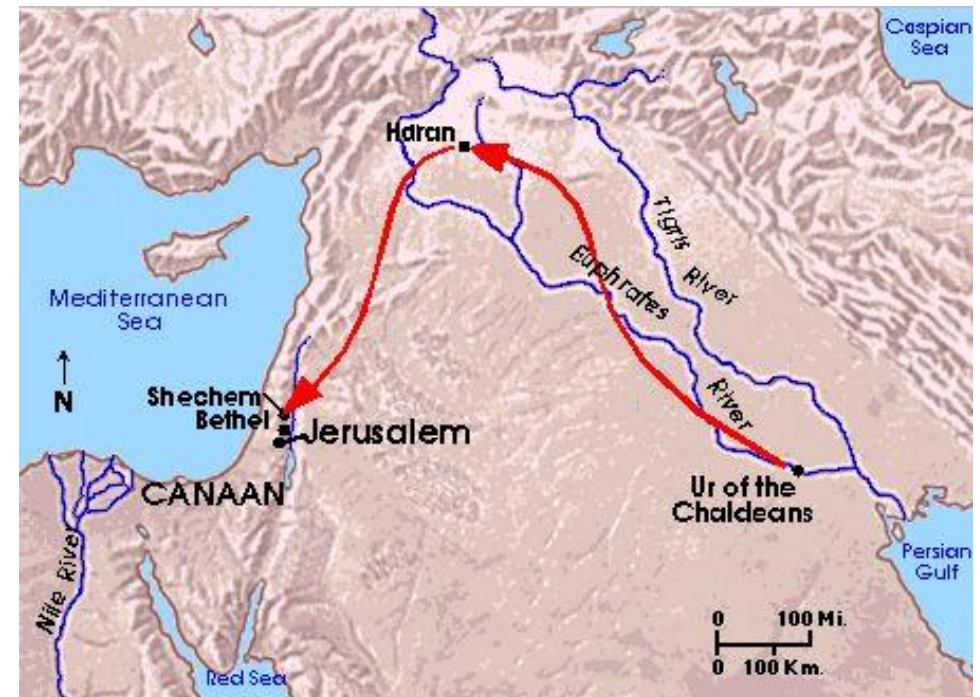 Caspian
Sea
Haran
Tigris
River
Euphrates
River
Mediterranean
Sea
N
Shechem
Bethel
Jerusalem
CANAAN
Nile River
Red Sea
Ur of the
Chaldeans
Persian
Gulf
0 100 Mi.
0 100 Km.